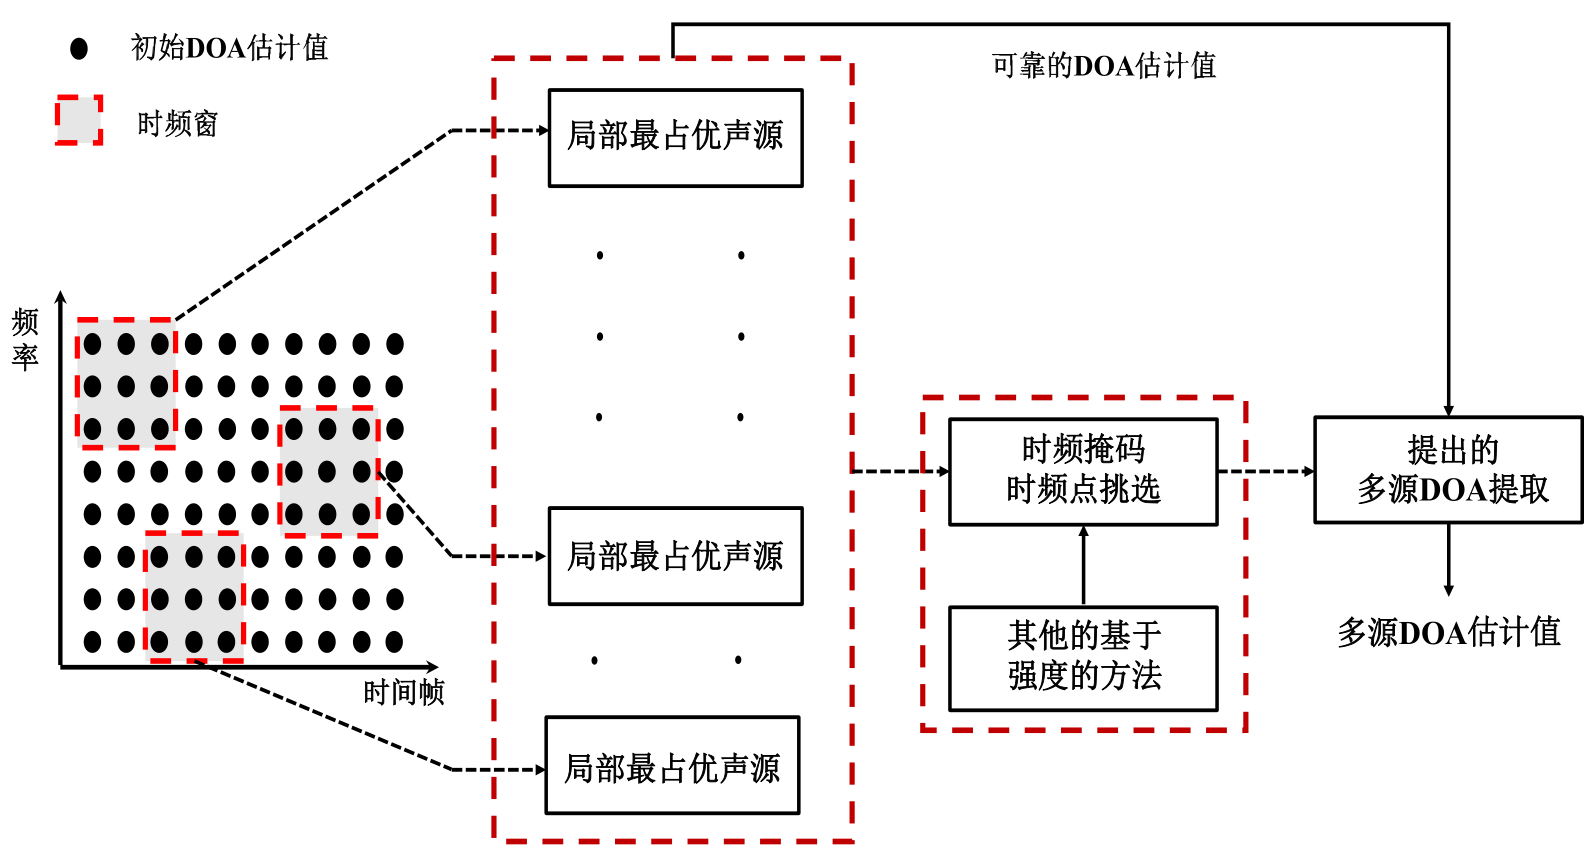 初始DOA估计值
时频窗
可靠的DOA估计值
局部最占优声源
频
率
时间帧
局部最占优声源
局部最占优声源
时频掩码
时频点挑选
其他的基于
强度的方法
提出的
多源DOA提取
多源DOA估计值